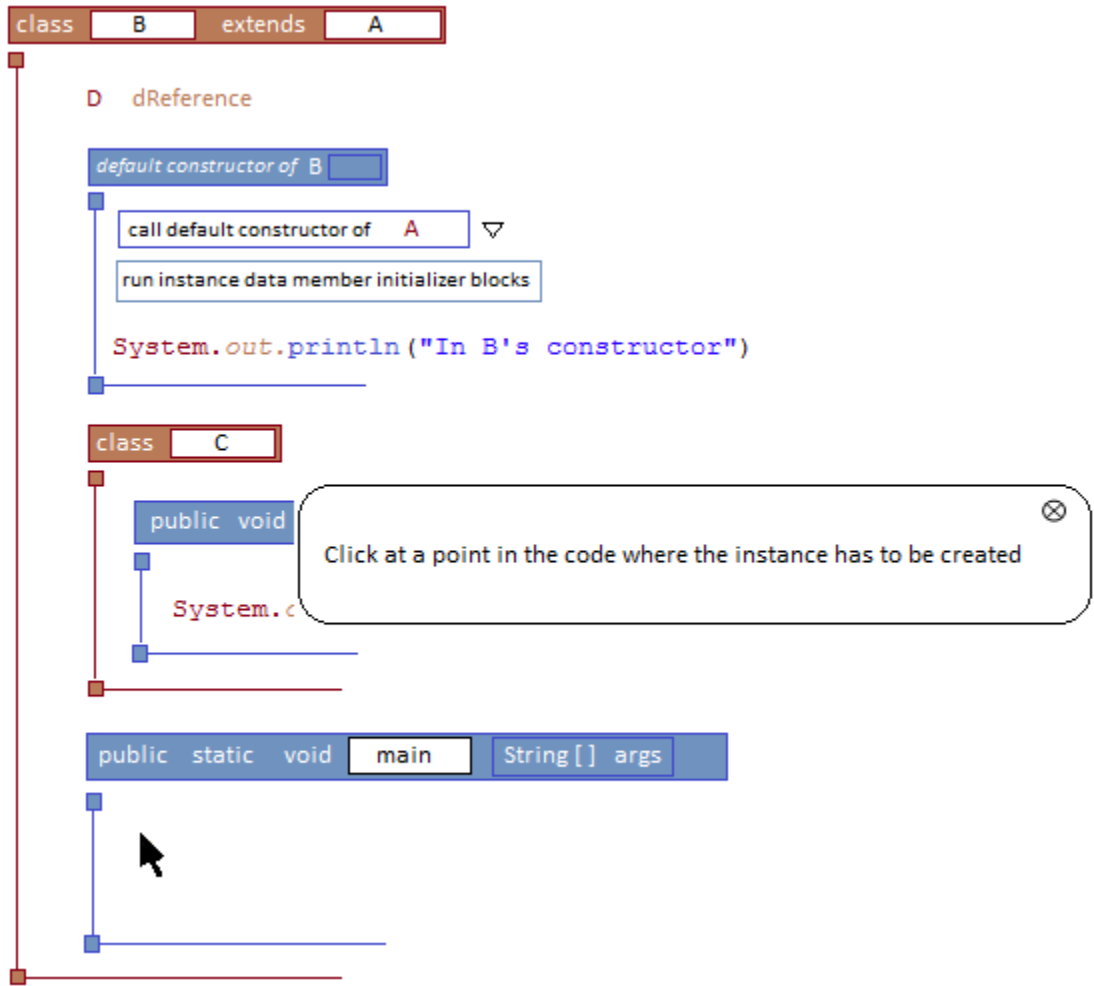 class B extends A
D dReference
default constructor of B
call default constructor of A
run instance data member initializer blocks
System.out.println("In B's constructor")
class C
public void
Click at a point in the code where the instance has to be created
System.
public static void main String[] args